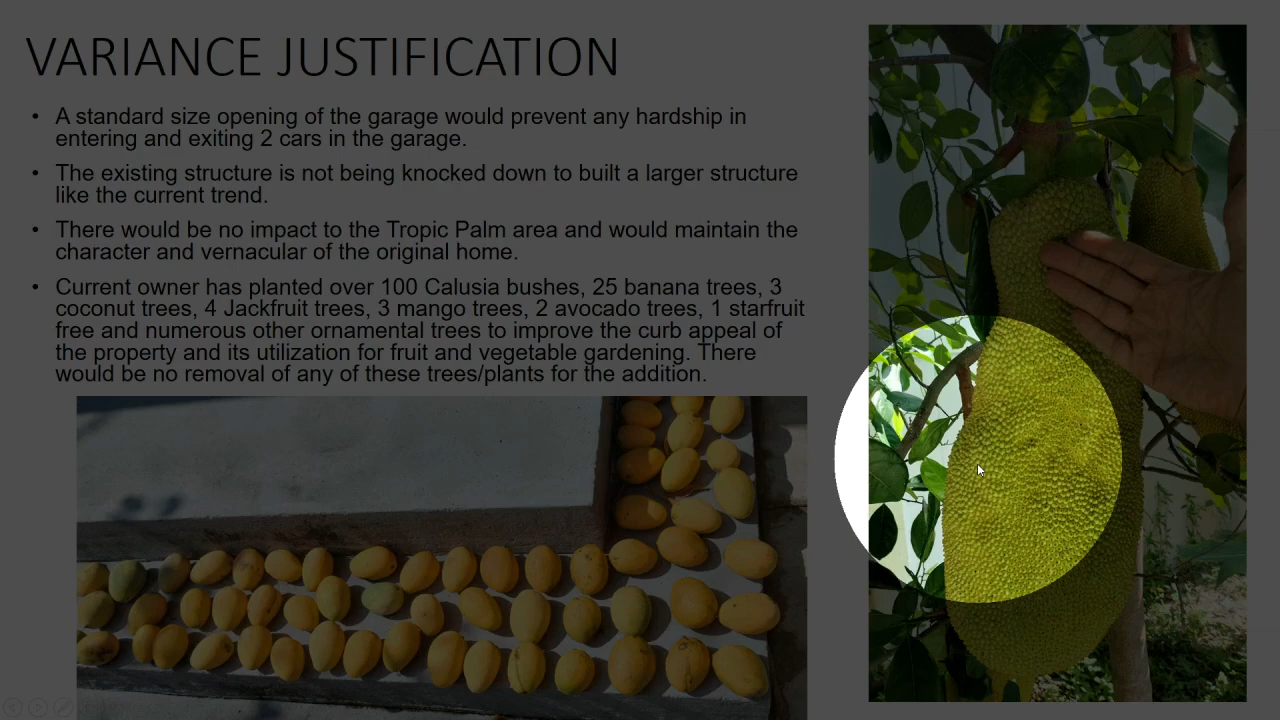 VARIANCE JUSTIFICATION
• A standard size opening of the garage would prevent any hardship in
entering and exiting 2 cars in the garage.
• The existing structure is not being knocked down to built a larger structure
like the current trend.
• There would be no impact to the Tropic Palm area and would maintain the
character and vernacular of the original home.
• Current owner has planted over 100 Calusia bushes, 25 banana trees, 3
coconut trees, 4 Jackfruit trees, 3 mango trees, 2 avocado trees, 1 starfruit
free and numerous other ornamental trees to improve the curb appeal of
the property and its utilization for fruit and vegetable gardening. There
would be no removal of any of these trees/plants for the addition.